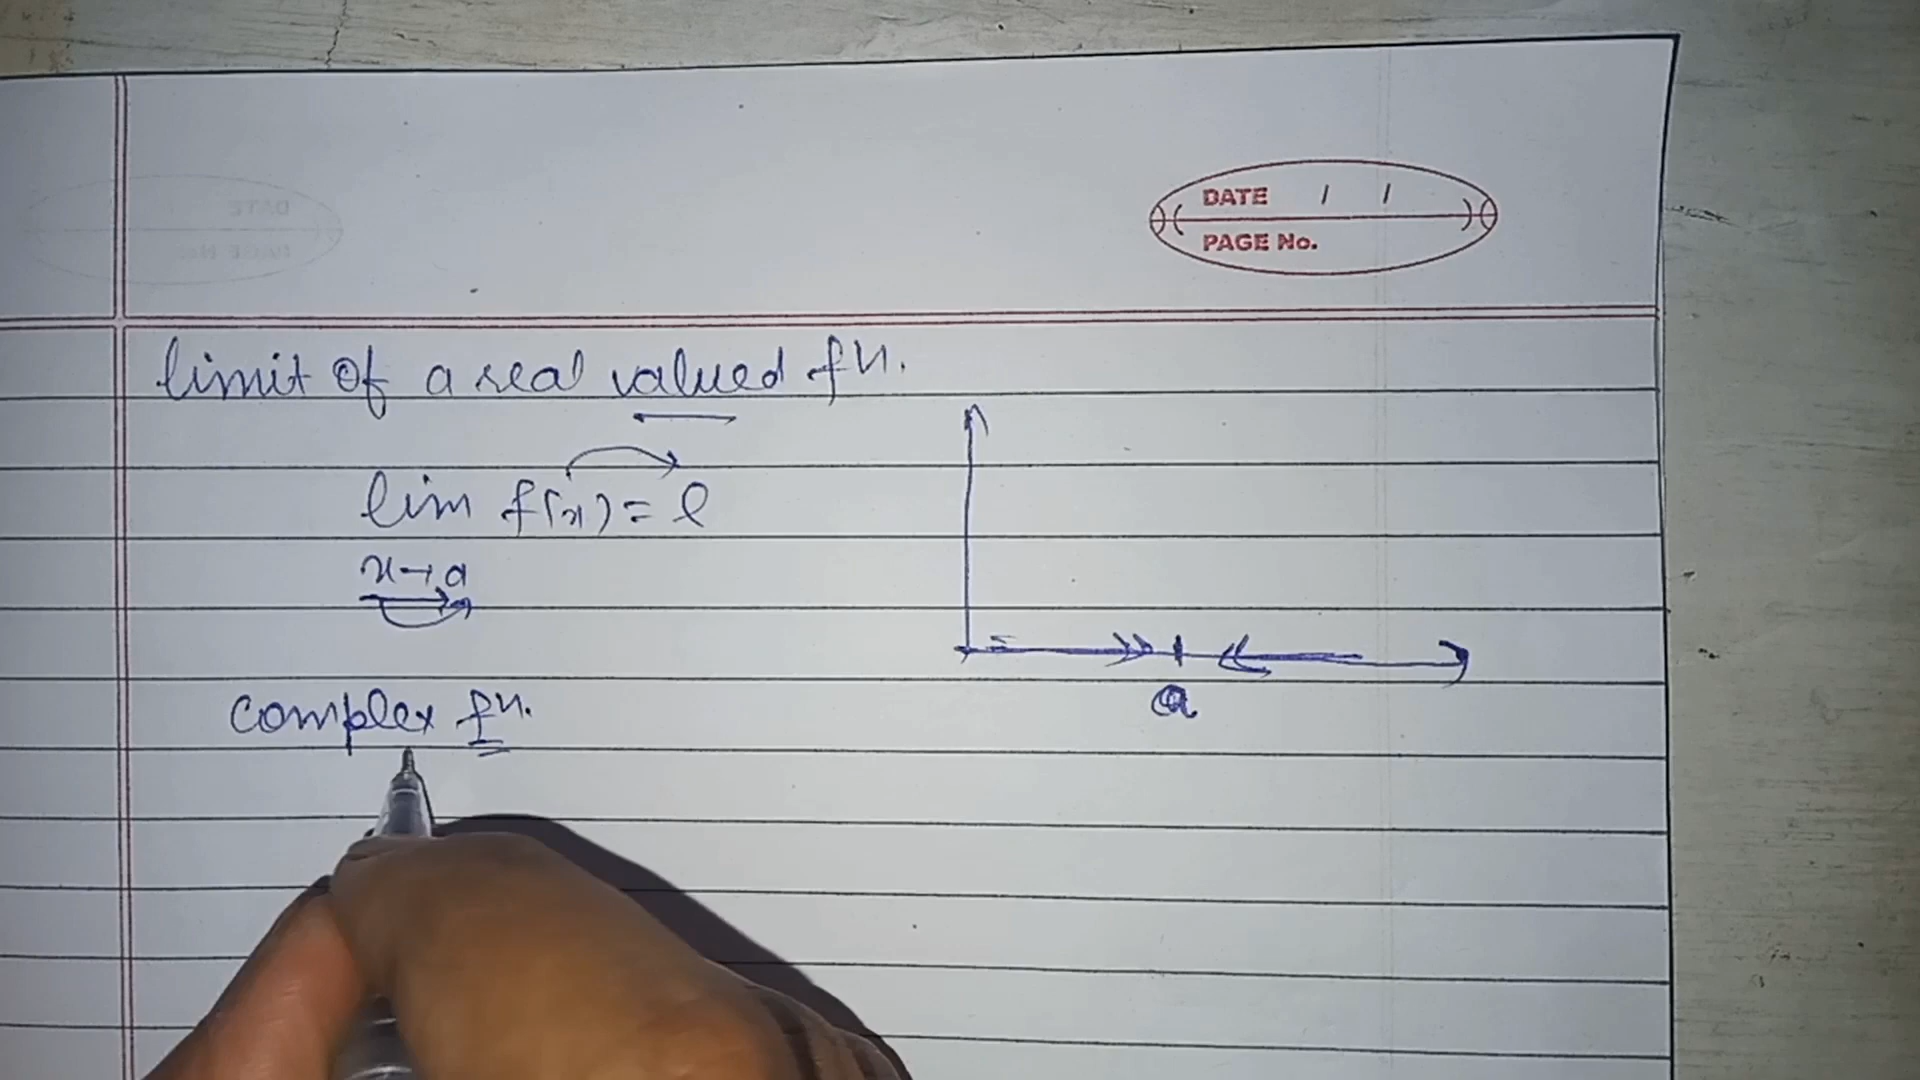 DATE / /
PAGE No.
limit of a real valued fn.
lim f(x) = l
x→a
a
complex fn.